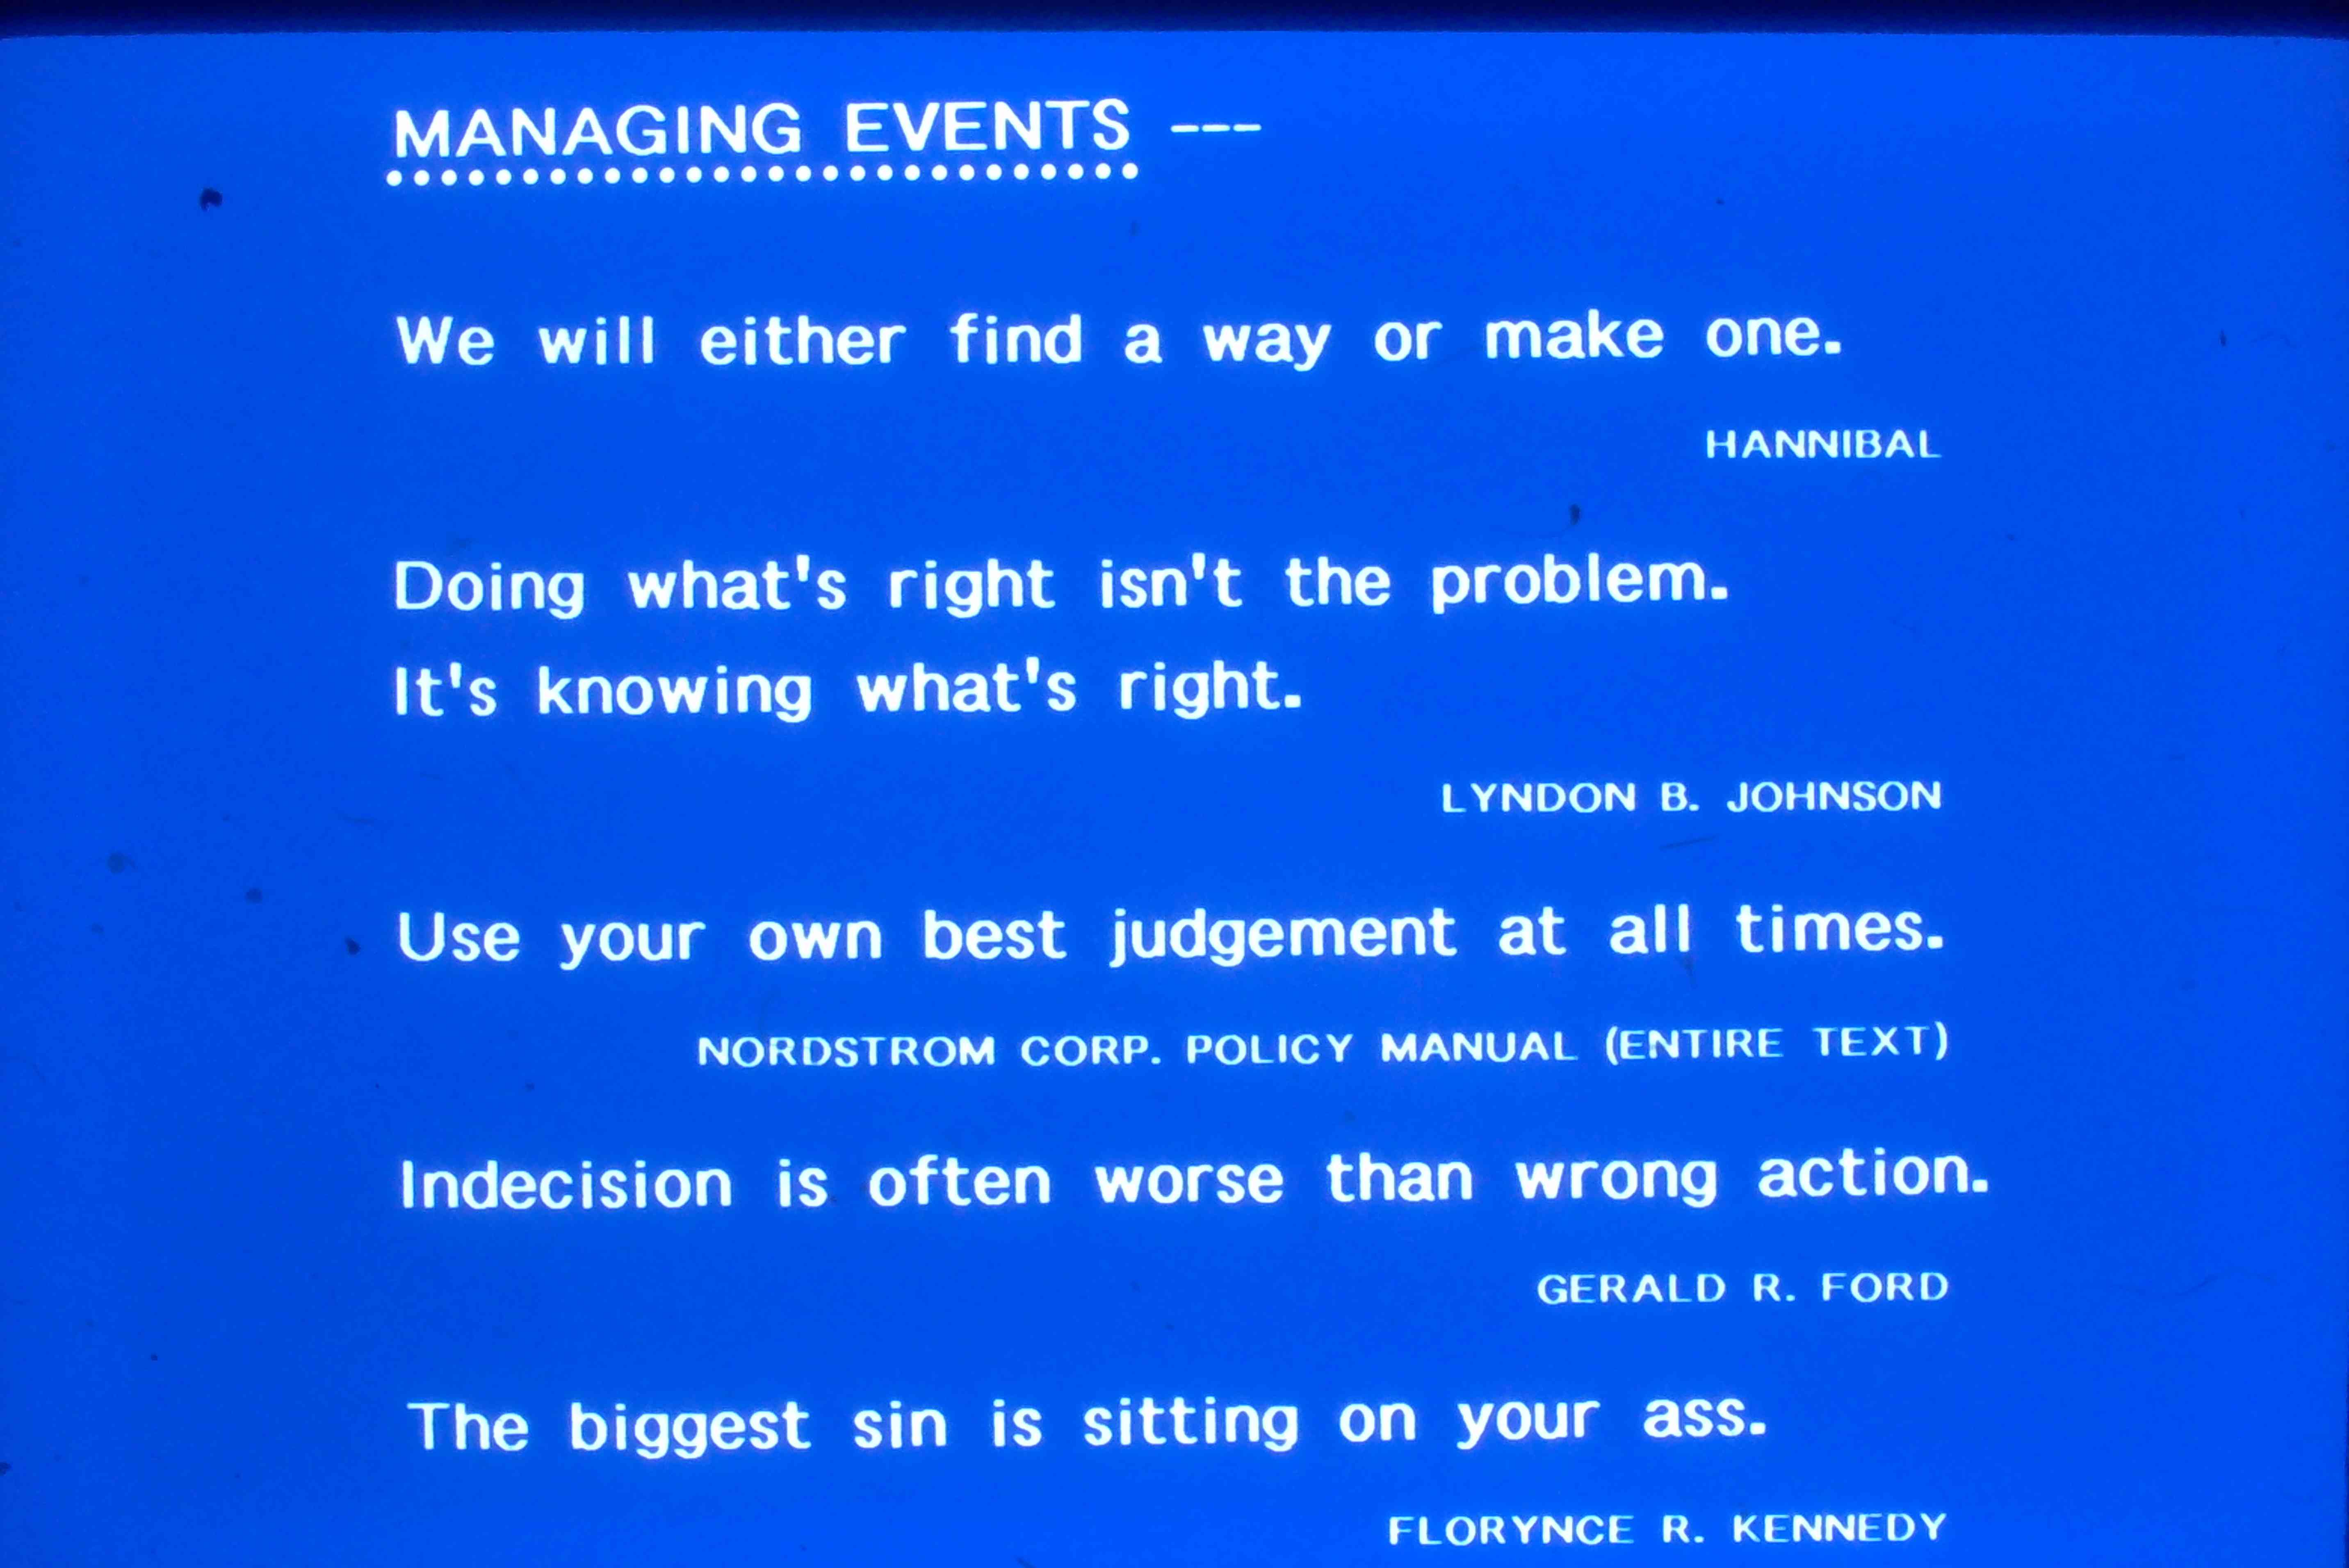 MANAGING EVENTS ---
We will either find a way or make one.
HANNIBAL
Doing what's right isn't the problem.
It's knowing what's right.
LYNDON B. JOHNSON
Use your own best judgement at all times.
NORDSTROM CORP. POLICY MANUAL (ENTIRE TEXT)
Indecision is often worse than wrong action.
GERALD R. FORD
The biggest sin is sitting on your ass.
FLORYNCE R. KENNEDY